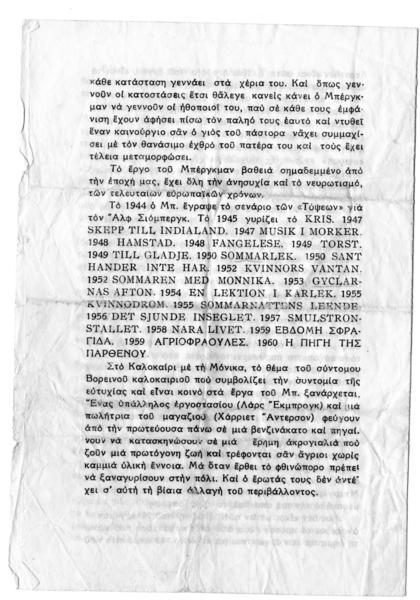 κάθε κατάσταση γεννάει στά χέρια του. Καί ὅπως γεν-
νοῦν οἱ καταστάσεις ἔτσι θάλεγε κανείς κάνει ὁ Μπέργκ-
μαν νά γεννοῦν οἱ ἠθοποιοί του, πού σέ κάθε τους ἐμφά-
νιση ἔχουν ἀφήσει πίσω τόν παλῃό τους ἑαυτό καί ντυθεῖ
ἕναν καινούργιο σάν ὁ γιός τοῦ πάστορα νάχει συμμαχί-
σει μέ τόν θανάσιμο ἐχθρό τοῦ πατέρα του καί τούς ἔχει
τέλεια μεταμορφώσει.
Τό ἔργο τοῦ Μπέργκμαν βαθειά σημαδεμένο ἀπό
τήν ἐποχή μας, ἔχει ὅλη τήν ἀνησυχία καί τό νευρωτισμό,
τῶν τελευταίων εὐρωπαϊκῶν χρόνων.
Τό 1944 ὁ Μπ. ἔγραψε τό σενάριο τῶν «Τύψεων» γιά
τόν Ἄλφ Σιόμπεργκ. Τό 1945 γυρίζει τό KRIS. 1947
SKEPP TILL INDIALAND. 1947 MUSIK I MORKER.
1948 HAMSTAD. 1948 FANGELESE. 1949 TORST.
1949 TILL GLADJE. 1950 SOMMARLEK. 1950 SANT
HANDER INTE HAR. 1952 KVINNORS VANTAN.
1952 SOMMAREN MED MONNIKA. 1953 GYCLAR-
NAS AFTON. 1954 EN LEKTION I KARLEK. 1955
KVINNODROM. 1955 SOMMARNATTENS LEENDE.
1956 DET SJUNDE INSEGLET. 1957 SMULSTRON-
STALLET. 1958 NARA LIVET. 1959 ΕΒΔΟΜΗ ΣΦΡΑ-
ΓΙΔΑ. 1959 ΑΓΡΙΟΦΡΑΟΥΛΕΣ. 1960 Η ΠΗΓΗ ΤΗΣ
ΠΑΡΘΕΝΟΥ.
Στό Καλοκαίρι μέ τή Μόνικα, τό θέμα τοῦ σύντομου
Βορεινοῦ καλοκαιριοῦ πού συμβολίζει τήν συντομία τῆς
εὐτυχίας καί εἶναι κοινό στά ἔργα τοῦ Μπ. ξανάρχεται.
Ἕνας ὑπάλληλος ἐργοστασίου (Λάρς Ἔκμπρογκ) καί μια
πωλήτρια τοῦ μαγαζιοῦ (Χάρριετ Ἄντερσον) φεύγουν
ἀπό τήν πρωτεύουσα πάνω σέ μιά βενζινάκατο καί πηγαί-
νουν νά κατασκηνώσουν σέ μιά ἔρημη ἀκρογιαλιά πού
ζοῦν μιά πρωτόγονη ζωή καί τρέφονται σάν ἄγριοι χωρίς
καμμιά ὑλική ἔννοια. Μά ὅταν ἔρθει τό φθινόπωρο πρέπει
νά ξαναγυρίσουν στήν πόλι. Καί ὁ ἐρωτάς τους δέν ἀντέ-
χει σ' αὐτή τή βίαια ἀλλαγή τοῦ περιβάλλοντος.